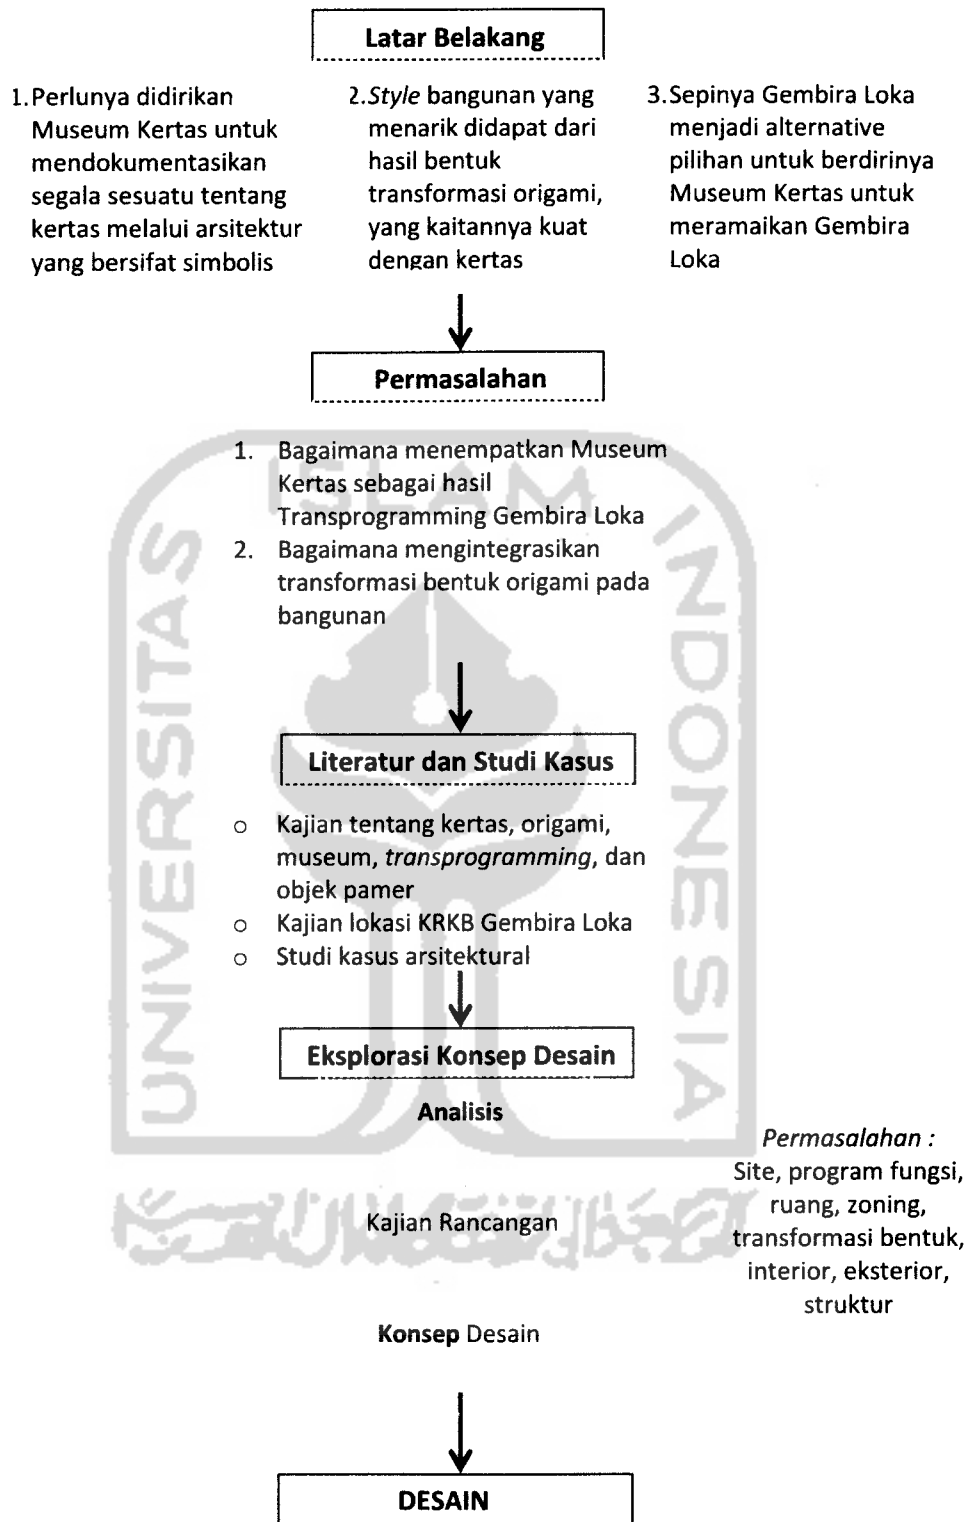 Latar Belakang
1.Perlunya didirikan
Museum Kertas untuk
mendokumentasikan
segala sesuatu tentang
kertas melalui arsitektur
yang bersifat simbolis
2.Style bangunan yang
menarik didapat dari
hasil bentuk
transformasi origami,
yang kaitannya kuat
dengan kertas
3.Sepinya Gembira Loka
menjadi alternative
pilihan untuk berdirinya
Museum Kertas untuk
meramaikan Gembira
Loka
Permasalahan
1. Bagaimana menempatkan Museum
Kertas sebagai hasil
Transprogramming Gembira Loka
2. Bagaimana mengintegrasikan
transformasi bentuk origami pada
bangunan
Literatur dan Studi Kasus
○ Kajian tentang kertas, origami,
museum, transprogramming, dan
objek pamer
○ Kajian lokasi KRKB Gembira Loka
○ Studi kasus arsitektural
Eksplorasi Konsep Desain
Analisis
Permasalahan :
Site, program fungsi,
ruang, zoning,
transformasi bentuk,
interior, eksterior,
struktur
Kajian Rancangan
Konsep Desain
DESAIN
UNIVERSITAS
ISLAM
INDONESIA